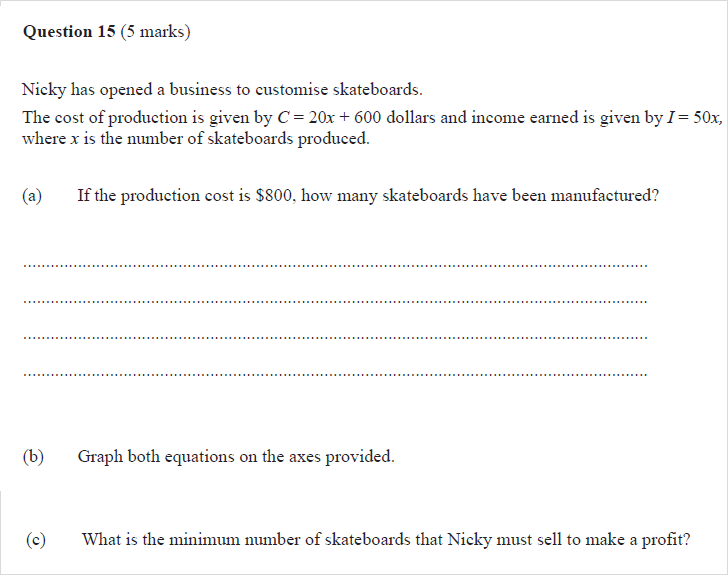 Question 15 (5 marks)
Nicky has opened a business to customise skateboards.
The cost of production is given by C = 20x + 600 dollars and income earned is given by I = 50x,
where x is the number of skateboards produced.
(a) If the production cost is $800, how many skateboards have been manufactured?
(b) Graph both equations on the axes provided.
(c) What is the minimum number of skateboards that Nicky must sell to make a profit?